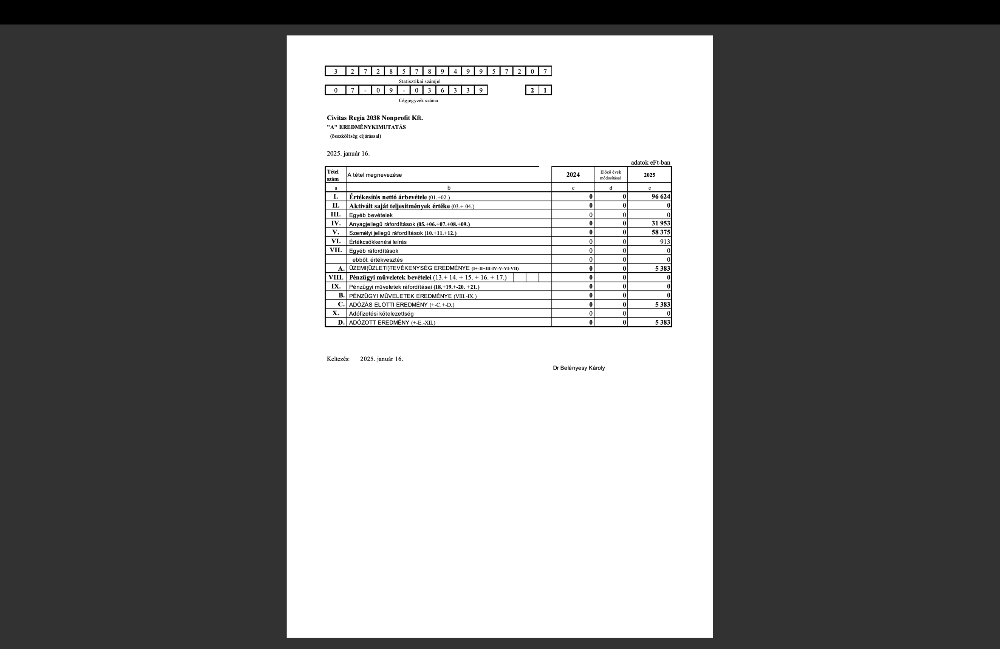 3 2 7 2 8 5 7 8 9 4 9 9 5 7 2 0 7
Statisztikai számjel
0 7 - 0 9 - 0 3 6 3 3 9 2 1
Cégjegyzék száma
Civitas Regia 2038 Nonprofit Kft.
"A" EREDMÉNYKIMUTATÁS
(összköltség eljárással)
2025. január 16.
adatok eFt-ban
Tétel szám A tétel megnevezése 2024 Előző évek módosításai 2025
a b c d e
I. Értékesítés nettó árbevétele (01.+02.) 0 0 96 624
II. Aktivált saját teljesítmények értéke (03.+ 04.) 0 0 0
III. Egyéb bevételek 0 0 0
IV. Anyagjellegű ráfordítások (05.+06.+07.+08.+09.) 0 0 31 953
V. Személyi jellegû ráfordítások (10.+11.+12.) 0 0 58 375
VI. Értékcsökkenési leírás 0 0 913
VII. Egyéb ráfordítások 0 0 0
ebből: értékvesztés 0 0 0
A. ÜZEMI(ÜZLETI)TEVÉKENYSÉG EREDMÉNYE (I+-II+III-IV-V-VI-VII) 0 0 5 383
VIII. Pénzügyi mûveletek bevételei (13.+ 14. + 15. + 16. + 17.) 0 0 0
IX. Pénzügyi mûveletek ráfordításai (18.+19.+-20. +21.) 0 0 0
B. PÉNZÜGYI MÛVELETEK EREDMÉNYE (VIII.-IX.) 0 0 0
C. ADÓZÁS ELÕTTI EREDMÉNY (+-C.+-D.) 0 0 5 383
X. Adófizetési kötelezettség 0 0 0
D. ADÓZOTT EREDMÉNY (+-E.-XII.) 0 0 5 383
Keltezés: 2025. január 16.
Dr Belényesy Károly